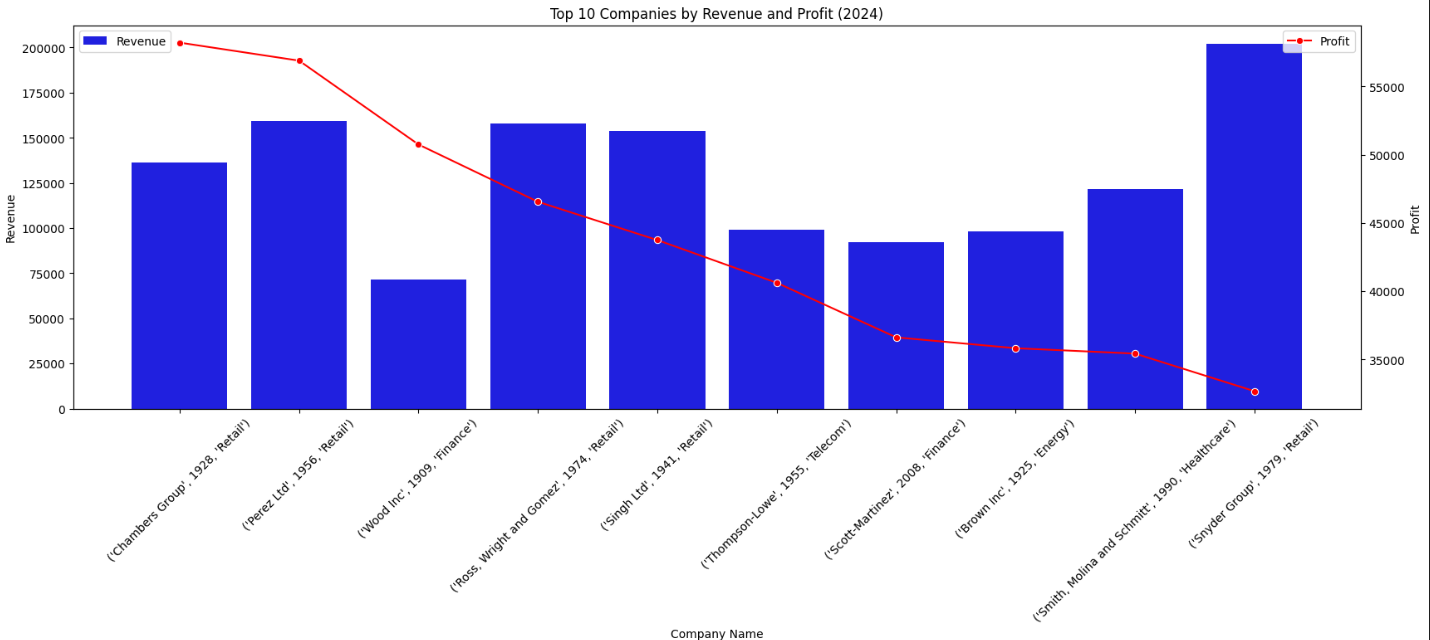 Top 10 Companies by Revenue and Profit (2024)
Revenue
Profit
200000
175000
150000
125000
100000
75000
50000
25000
0
Revenue
55000
50000
45000
40000
35000
Profit
('Chambers Group', 1928, 'Retail')
('Perez Ltd', 1956, 'Retail')
('Wood Inc', 1909, 'Finance')
('Ross, Wright and Gomez', 1974, 'Retail')
('Singh Ltd', 1941, 'Retail')
('Thompson-Lowe', 1955, 'Telecom')
('Scott-Martinez', 2008, 'Finance')
('Brown Inc', 1925, 'Energy')
('Smith, Molina and Schmitt', 1990, 'Healthcare')
('Snyder Group', 1979, 'Retail')
Company Name